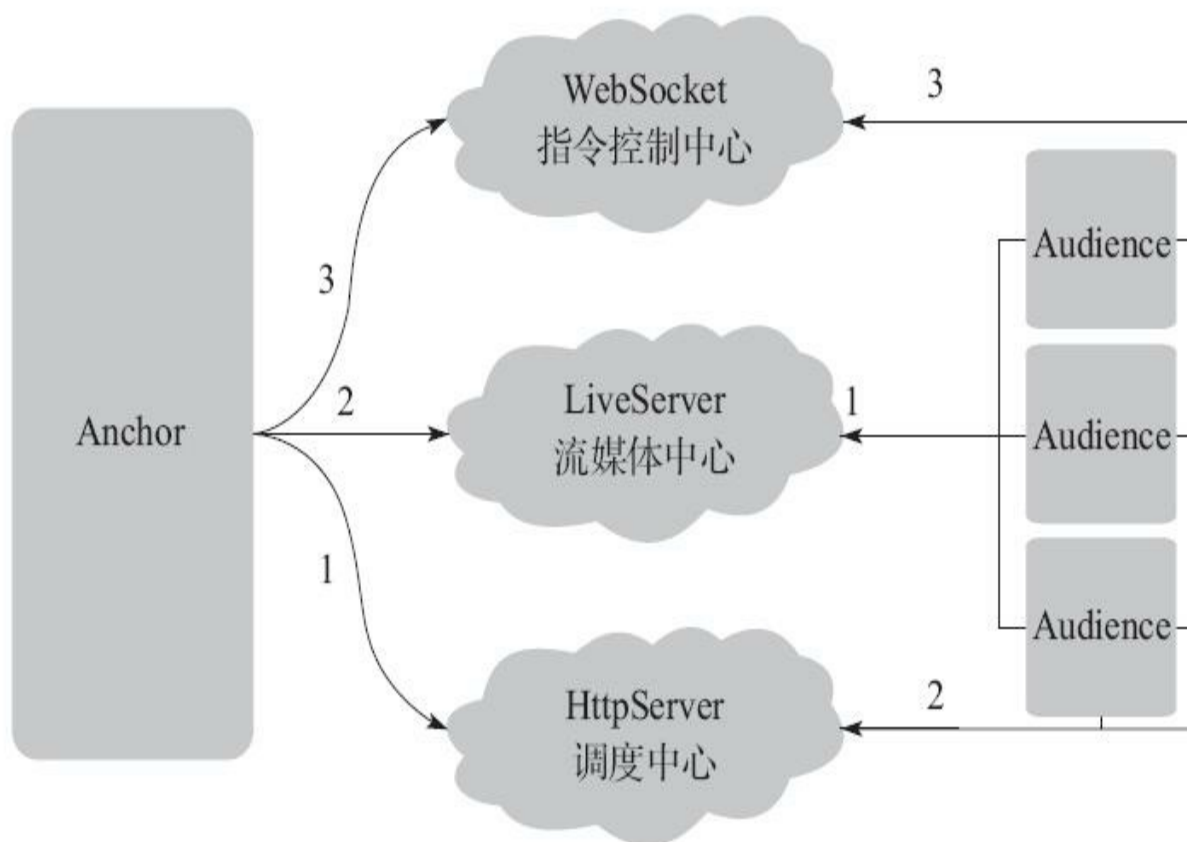 WebSocket
指令控制中心
3
3
Audience
Anchor
2
LiveServer
流媒体中心
1
Audience
1
Audience
HttpServer
调度中心
2